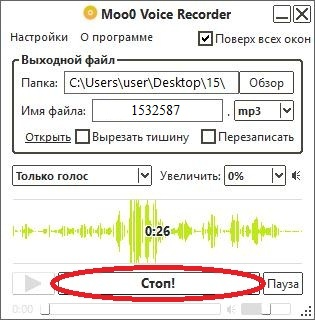 Moo0 Voice Recorder
Настройки О программе Поверх всех окон
Выходной файл
Папка: C:\Users\user\Desktop\15\ Обзор
Имя файла: 1532587 . mp3
Открыть Вырезать тишину Перезаписать
Только голос Увеличить: 0%
0:26
Стоп! Пауза
0:00